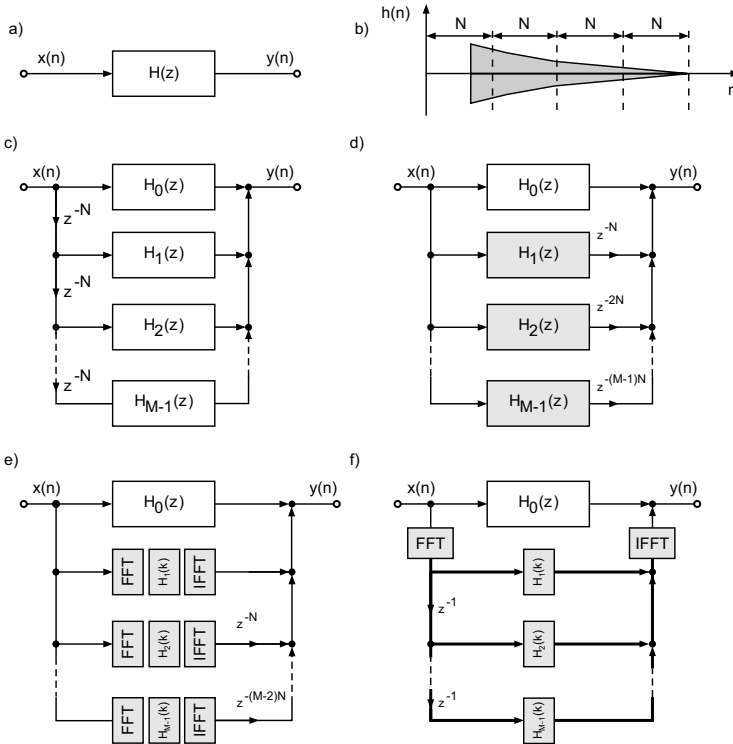 a)
x(n) H(z) y(n)
b)
h(n)
N N N N
n
c)
x(n) H0(z) y(n)
z-N
H1(z)
z-N
H2(z)
z-N
HM-1(z)
d)
x(n) H0(z) y(n)
H1(z) z-N
H2(z) z-2N
HM-1(z) z-(M-1)N
e)
x(n) H0(z) y(n)
FFT H1(k) IFFT
FFT H2(k) IFFT z-N
FFT HM-1(k) IFFT z-(M-2)N
f)
x(n) H0(z) y(n)
FFT IFFT
H1(k)
z-1
H2(k)
z-1
HM-1(k)